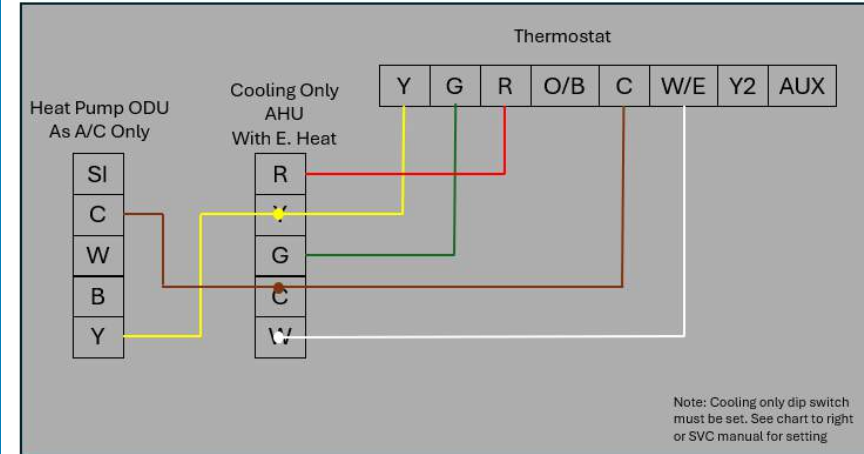 Thermostat
Y G R O/B C W/E Y2 AUX
Heat Pump ODU
As A/C Only
SI
C
W
B
Y
Cooling Only
AHU
With E. Heat
R
Y
G
C
W
Note: Cooling only dip switch
must be set. See chart to right
or SVC manual for setting